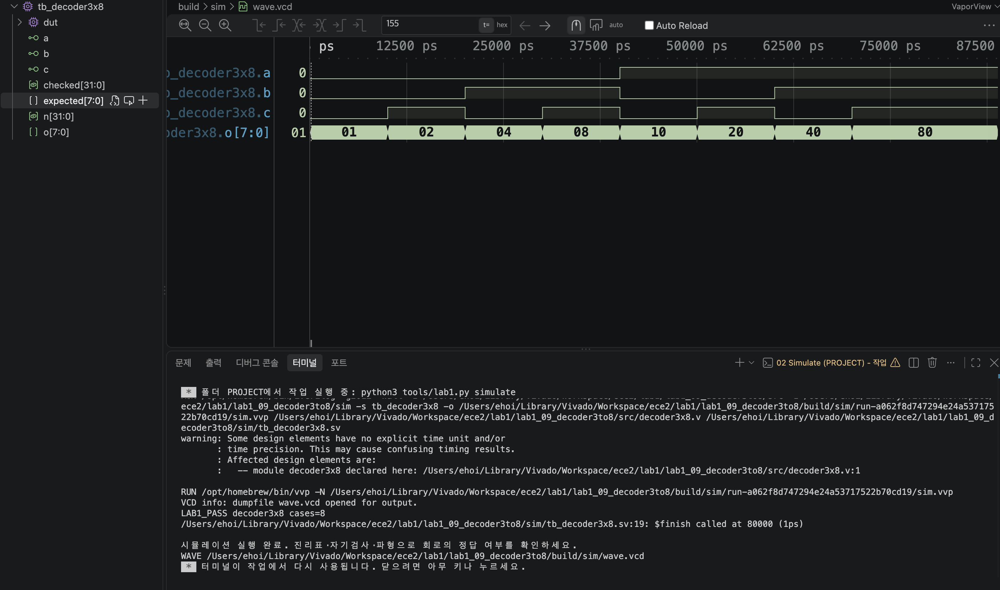 tb_decoder3x8
dut
a
b
c
checked[31:0]
expected[7:0]
n[31:0]
o[7:0]
build > sim > wave.vcd
VaporView
155
t=
hex
auto
Auto Reload
ps 12500 ps 25000 ps 37500 ps 50000 ps 62500 ps 75000 ps 87500
_decoder3x8.a 0
_decoder3x8.b 0
_decoder3x8.c 0
der3x8.o[7:0] 01 01 02 04 08 10 20 40 80
문제 출력 디버그 콘솔 터미널 포트
02 Simulate (PROJECT) - 작업
* 폴더 PROJECT에서 작업 실행 중: python3 tools/lab1.py simulate
ece2/lab1/lab1_09_decoder3to8/sim -s tb_decoder3x8 -o /Users/ehoi/Library/Vivado/Workspace/ece2/lab1/lab1_09_decoder3to8/build/sim/run-a062f8d747294e24a537175
22b70cd19/sim.vvp /Users/ehoi/Library/Vivado/Workspace/ece2/lab1/lab1_09_decoder3to8/src/decoder3x8.v /Users/ehoi/Library/Vivado/Workspace/ece2/lab1/lab1_09_d
ecoder3to8/sim/tb_decoder3x8.sv
warning: Some design elements have no explicit time unit and/or
: time precision. This may cause confusing timing results.
: Affected design elements are:
: -- module decoder3x8 declared here: /Users/ehoi/Library/Vivado/Workspace/ece2/lab1/lab1_09_decoder3to8/src/decoder3x8.v:1
RUN /opt/homebrew/bin/vvp -N /Users/ehoi/Library/Vivado/Workspace/ece2/lab1/lab1_09_decoder3to8/build/sim/run-a062f8d747294e24a53717522b70cd19/sim.vvp
VCD info: dumpfile wave.vcd opened for output.
LAB1_PASS decoder3x8 cases=8
/Users/ehoi/Library/Vivado/Workspace/ece2/lab1/lab1_09_decoder3to8/sim/tb_decoder3x8.sv:19: $finish called at 80000 (1ps)
시뮬레이션 실행 완료. 진리표·자기검사·파형으로 회로의 정답 여부를 확인하세요.
WAVE /Users/ehoi/Library/Vivado/Workspace/ece2/lab1/lab1_09_decoder3to8/build/sim/wave.vcd
* 터미널이 작업에서 다시 사용됩니다. 닫으려면 아무 키나 누르세요.